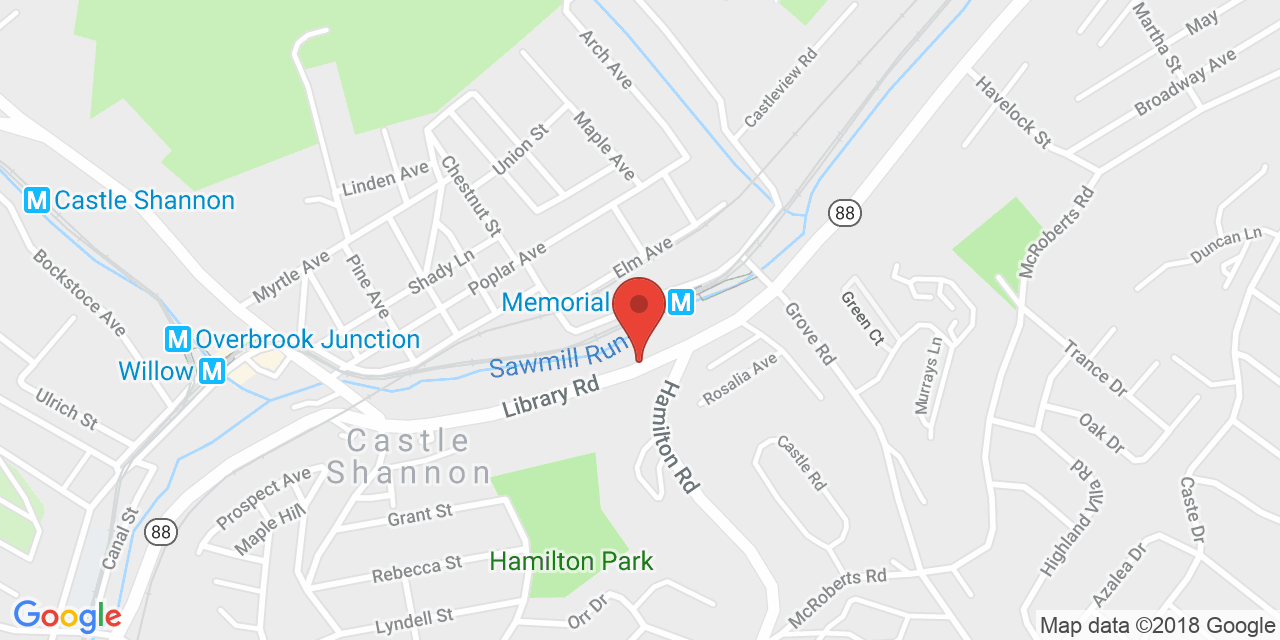 May
Martha St
Arch Ave
Castleview Rd
Broadway Ave
Havelock St
Union St
Maple Ave
Linden Ave
Chestnut St
Castle Shannon
88
McRoberts Rd
Duncan Ln
Myrtle Ave
Shady Ln
Poplar Ave
Elm Ave
Bockstoce Ave
Pine Ave
Memorial
Green Ct
Grove Rd
Overbrook Junction
Willow
Sawmill Run
Murrays Ln
Trance Dr
Rosalia Ave
Library Rd
Ulrich St
Hamilton Rd
Castle
Shannon
Oak Dr
Castle Rd
Prospect Ave
Maple Hill
Grant St
Highland Villa Rd
Caste Dr
Canal St
88
Hamilton Park
Rebecca St
Azalea Dr
McRoberts Rd
Orr Dr
Lyndell St
Google
Map data ©2018 Google